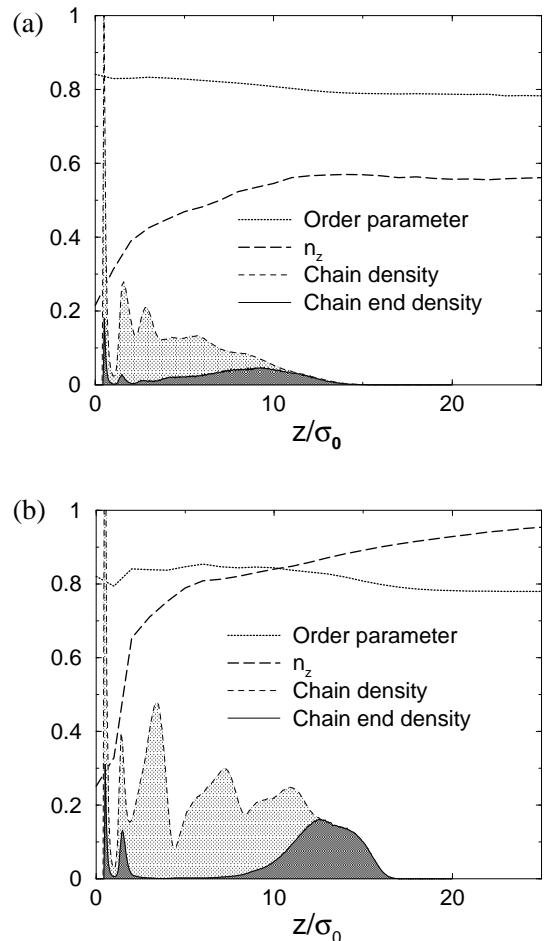 (a)
1
0.8
0.6
0.4
0.2
0
Order parameter
n_z
Chain density
Chain end density
0 10 20
z/σ₀
(b)
1
0.8
0.6
0.4
0.2
0
Order parameter
n_z
Chain density
Chain end density
0 10 20
z/σ₀